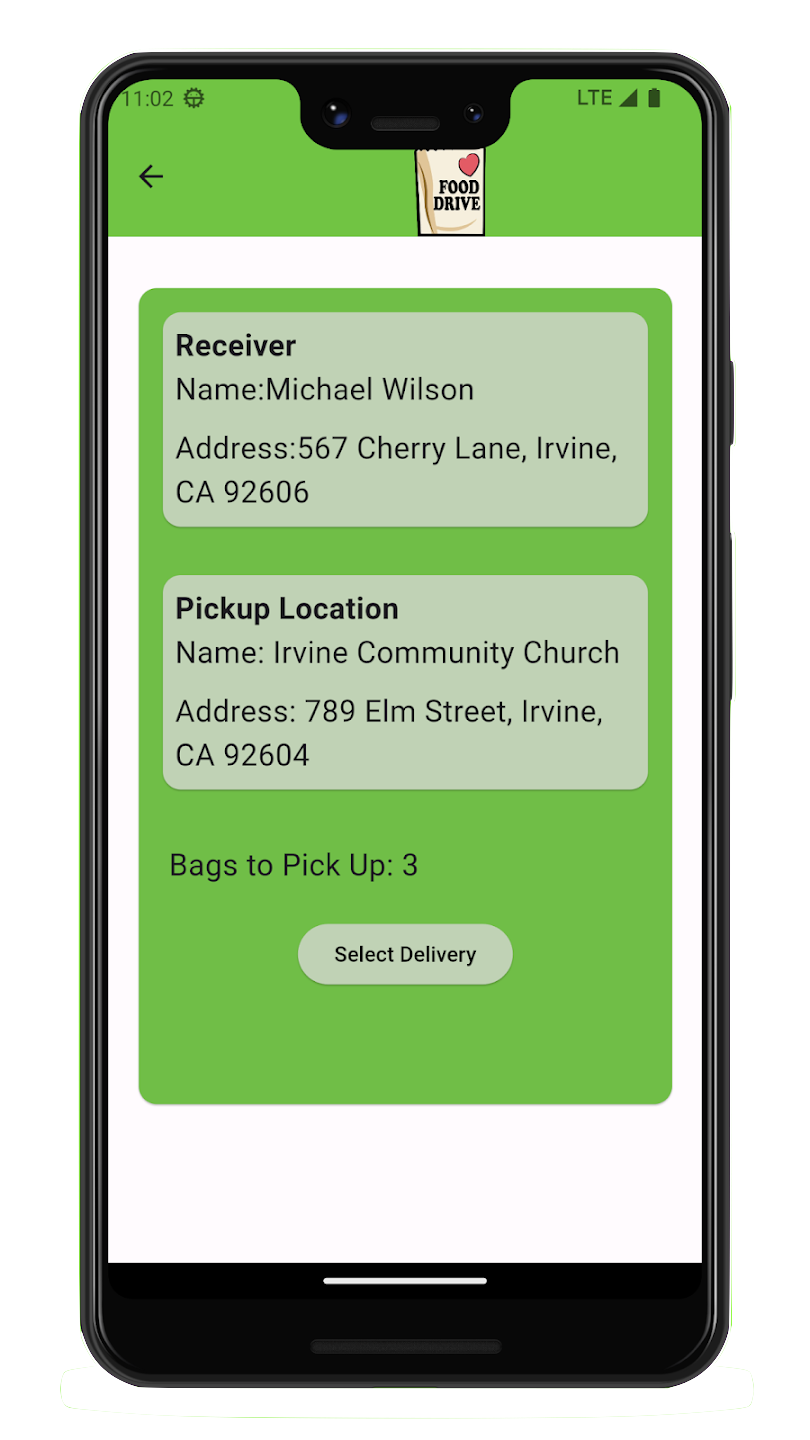 11:02
LTE
FOOD
DRIVE
Receiver
Name:Michael Wilson
Address:567 Cherry Lane, Irvine,
CA 92606
Pickup Location
Name: Irvine Community Church
Address: 789 Elm Street, Irvine,
CA 92604
Bags to Pick Up: 3
Select Delivery